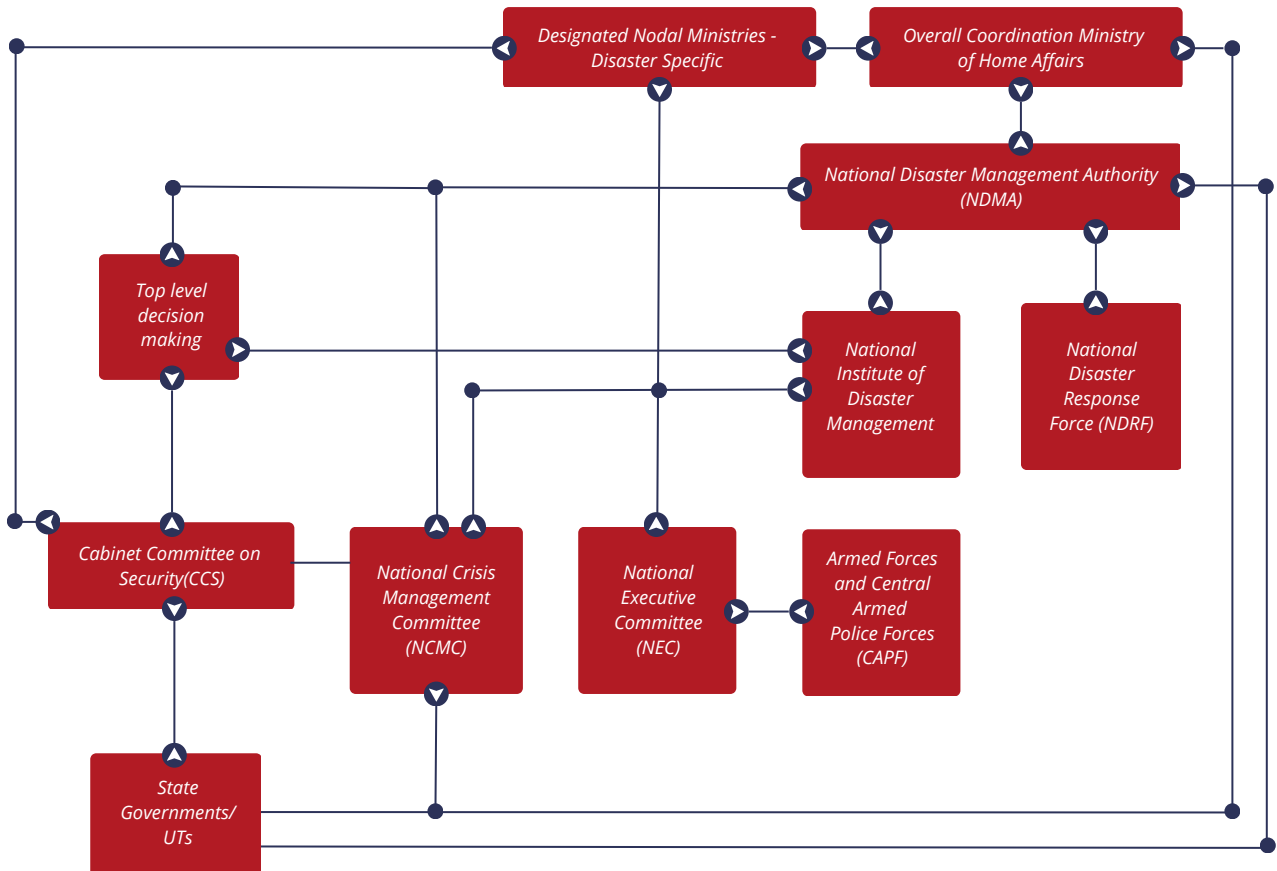 Designated Nodal Ministries -
Disaster Specific
Overall Coordination Ministry
of Home Affairs
National Disaster Management Authority
(NDMA)
Top level
decision
making
National
Institute of
Disaster
Management
National
Disaster
Response
Force (NDRF)
Cabinet Committee on
Security(CCS)
National Crisis
Management
Committee
(NCMC)
National
Executive
Committee
(NEC)
Armed Forces
and Central
Armed
Police Forces
(CAPF)
State
Governments/
UTs